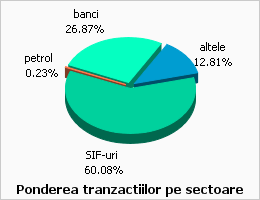 banci
26.87%
altele
12.81%
petrol
0.23%
SIF-uri
60.08%
Ponderea tranzactiilor pe sectoare